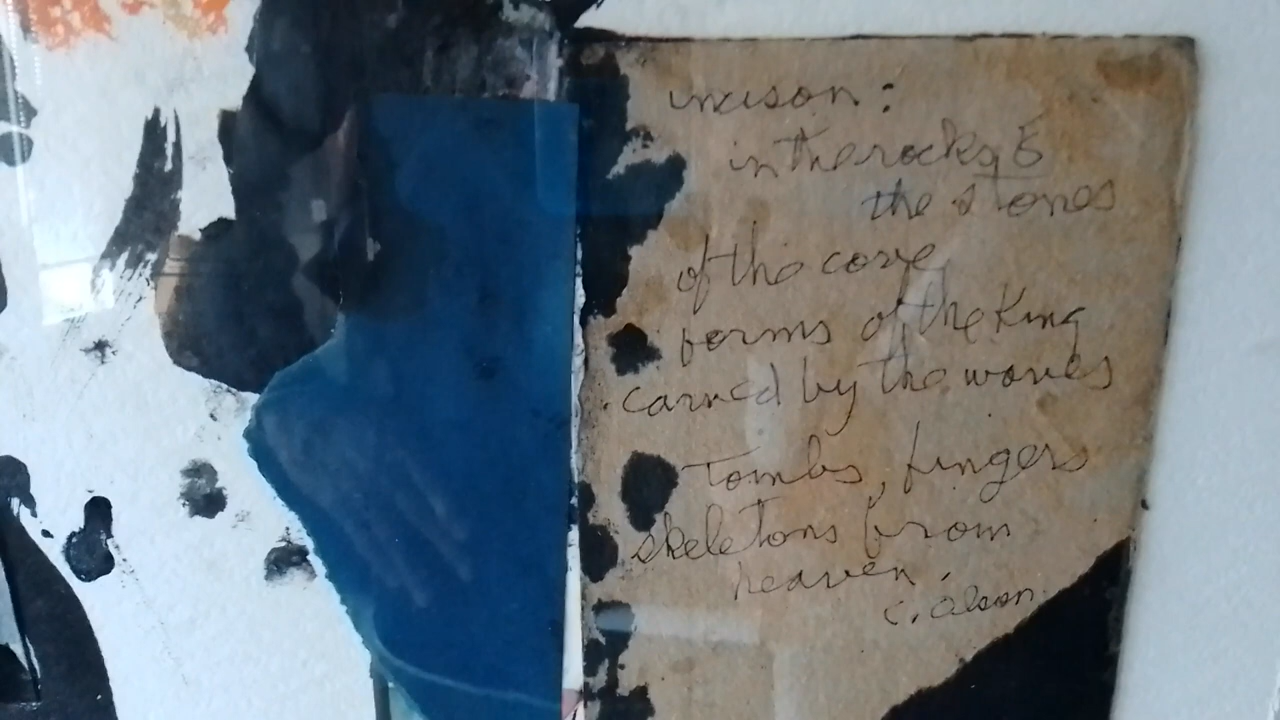 incison:
in the rocks &
the stones
of the cove
forms of the King
carved by the waves
Tombs, fingers
skeletons from
heaven.
C. Olson